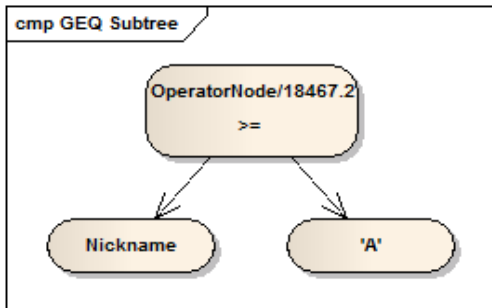 cmp GEQ Subtree
OperatorNode/18467.2
>=
Nickname
'A'